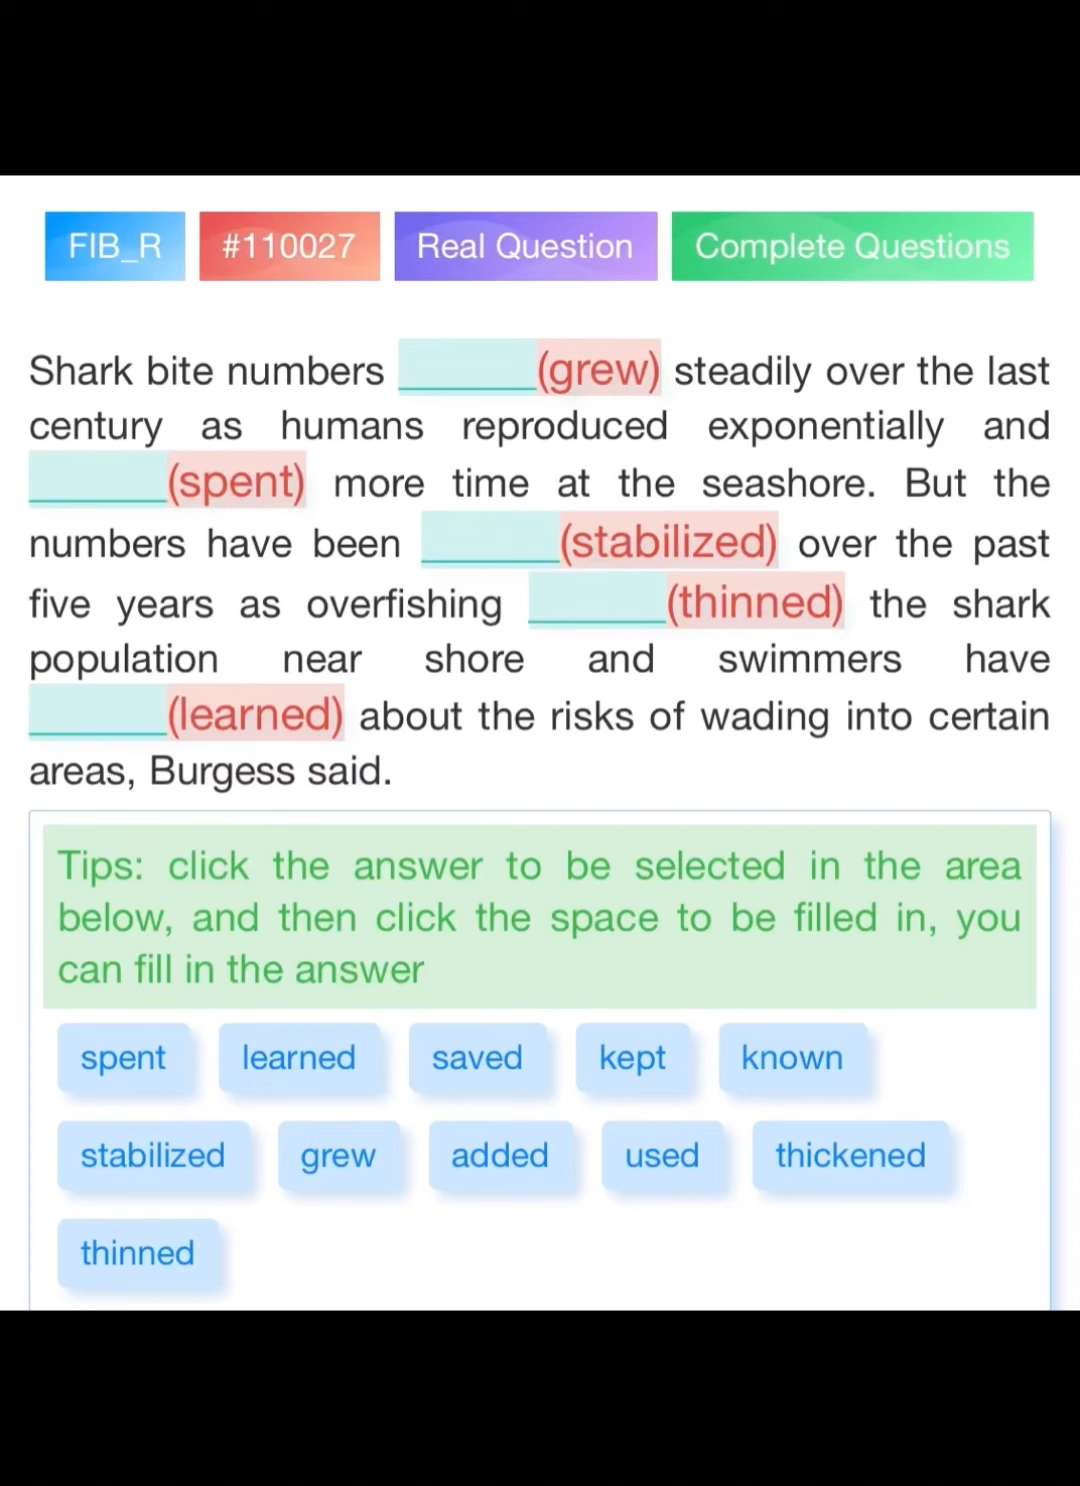 FIB_R #110027 Real Question Complete Questions
Shark bite numbers ______(grew) steadily over the last
century as humans reproduced exponentially and
______(spent) more time at the seashore. But the
numbers have been ______(stabilized) over the past
five years as overfishing ______(thinned) the shark
population near shore and swimmers have
______(learned) about the risks of wading into certain
areas, Burgess said.
Tips: click the answer to be selected in the area
below, and then click the space to be filled in, you
can fill in the answer
spent learned saved kept known
stabilized grew added used thickened
thinned